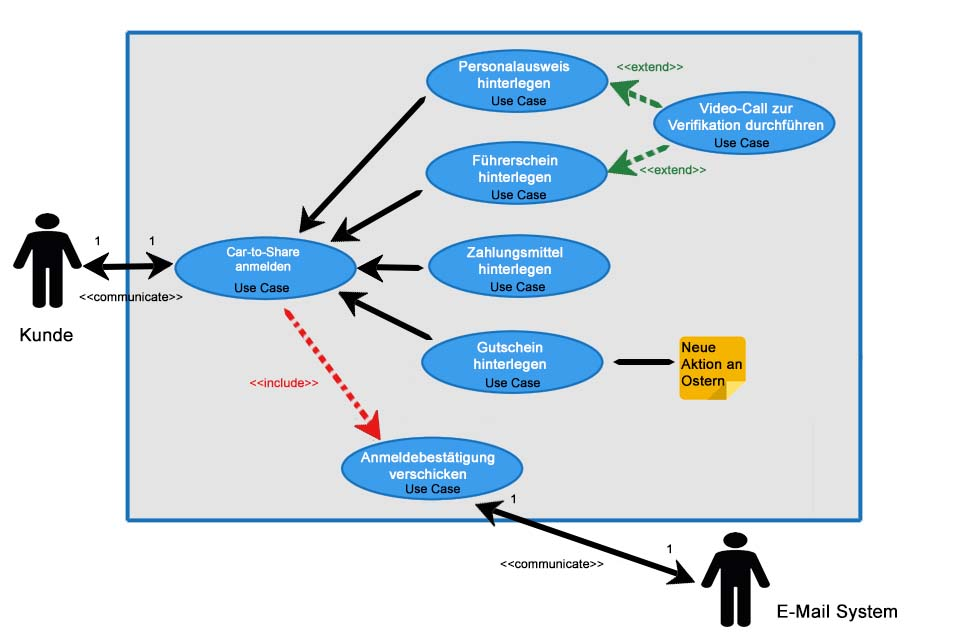 Personalausweis
hinterlegen
Use Case
<<extend>>
Video-Call zur
Verifikation durchführen
Use Case
Führerschein
hinterlegen
Use Case
<<extend>>
1
1
Car-to-Share
anmelden
Use Case
Zahlungsmittel
hinterlegen
Use Case
<<communicate>>
Kunde
Gutschein
hinterlegen
Use Case
Neue
Aktion an
Ostern
<<include>>
Anmeldebestätigung
verschicken
Use Case
1
1
<<communicate>>
E-Mail System